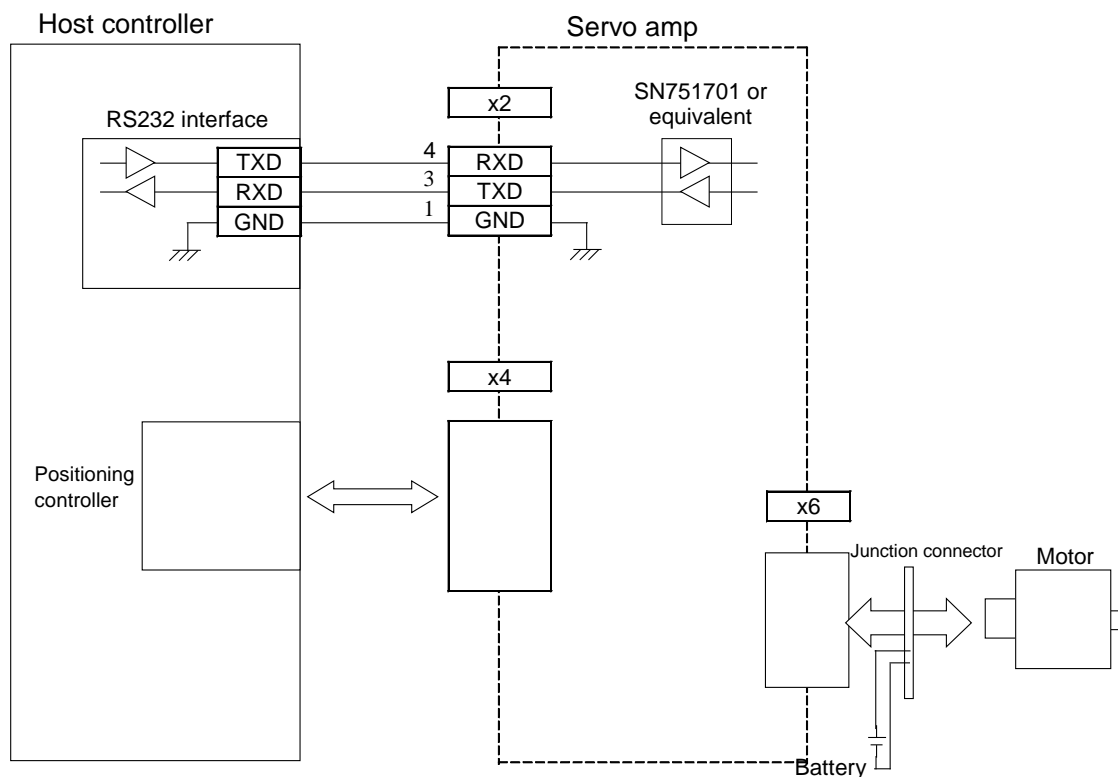 Host controller
Servo amp
x2
SN751701 or
equivalent
RS232 interface
TXD
4
RXD
RXD
3
TXD
GND
1
GND
x4
Positioning
controller
x6
Junction connector
Motor
Battery